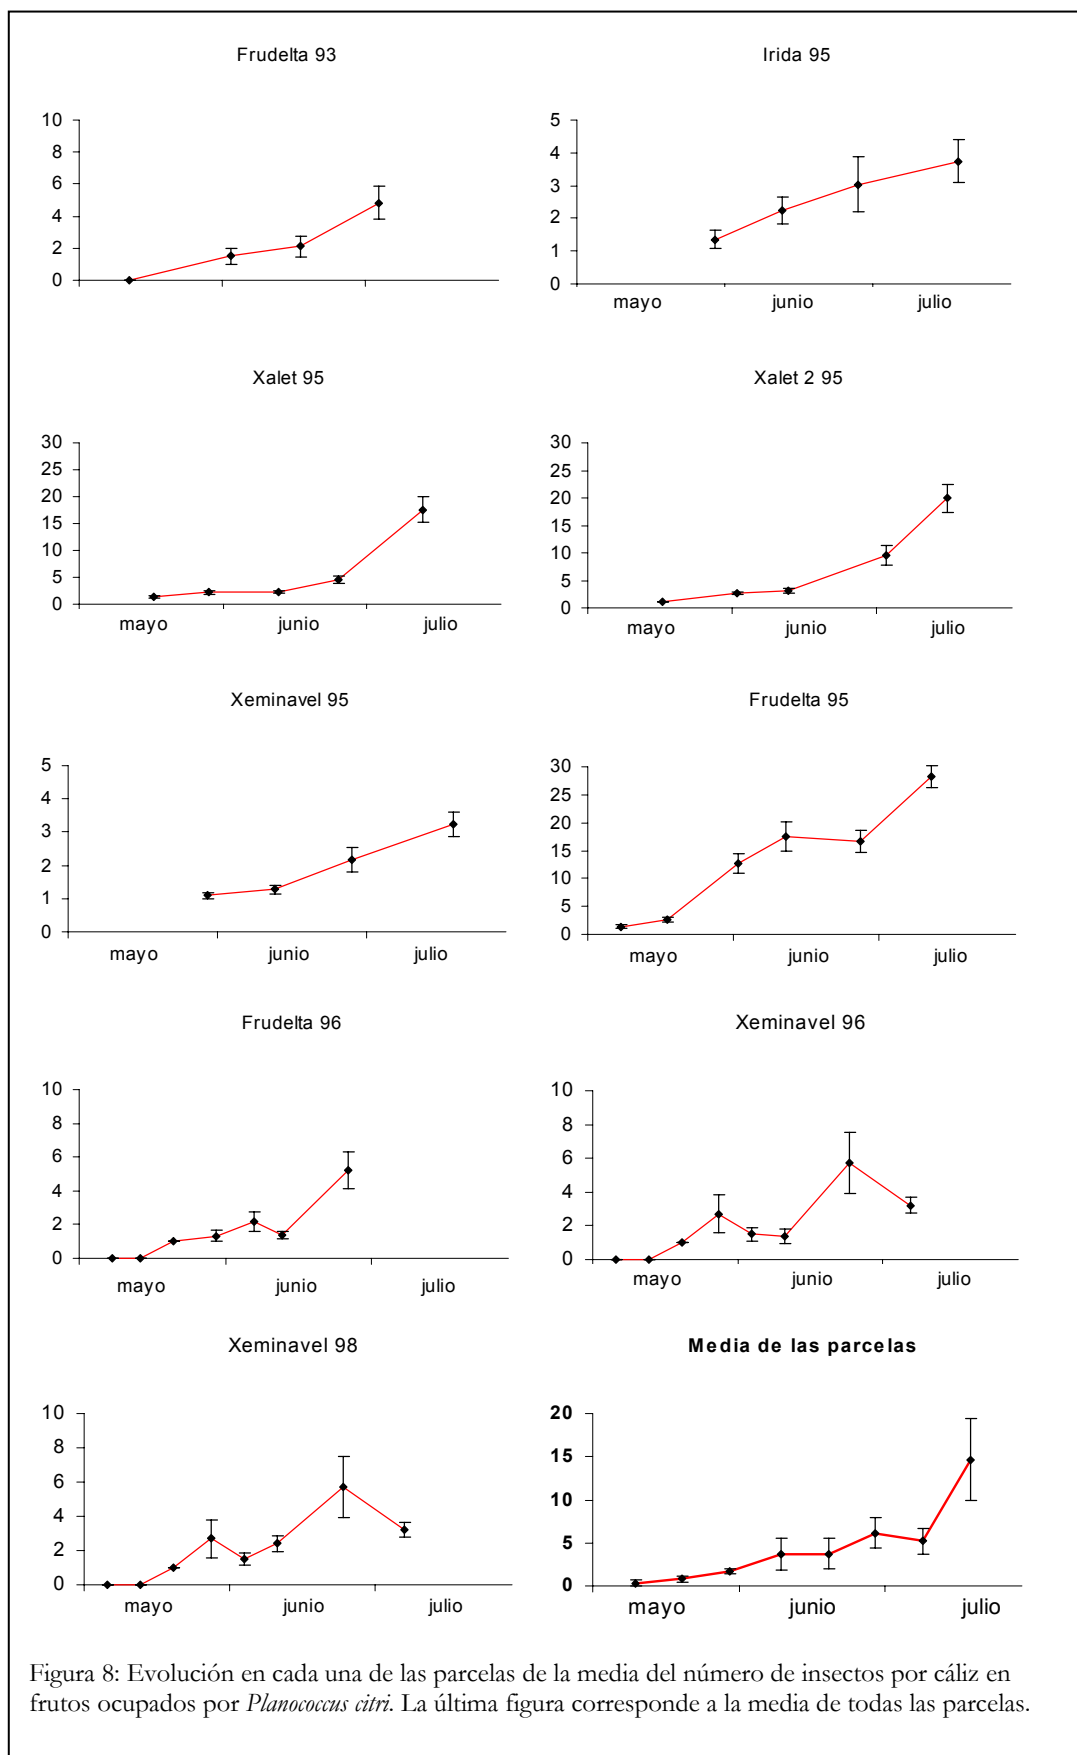 Frudelta 93
10
8
6
4
2
0
Irida 95
5
4
3
2
1
0
mayo junio julio
Xalet 95
30
25
20
15
10
5
0
mayo junio julio
Xalet 2 95
30
25
20
15
10
5
0
mayo junio julio
Xeminavel 95
5
4
3
2
1
0
mayo junio julio
Frudelta 95
30
25
20
15
10
5
0
mayo junio julio
Frudelta 96
10
8
6
4
2
0
mayo junio julio
Xeminavel 96
10
8
6
4
2
0
mayo junio julio
Xeminavel 98
10
8
6
4
2
0
mayo junio julio
Media de las parcelas
20
15
10
5
0
mayo junio julio
Figura 8: Evolución en cada una de las parcelas de la media del número de insectos por cáliz en
frutos ocupados por Planococcus citri. La última figura corresponde a la media de todas las parcelas.